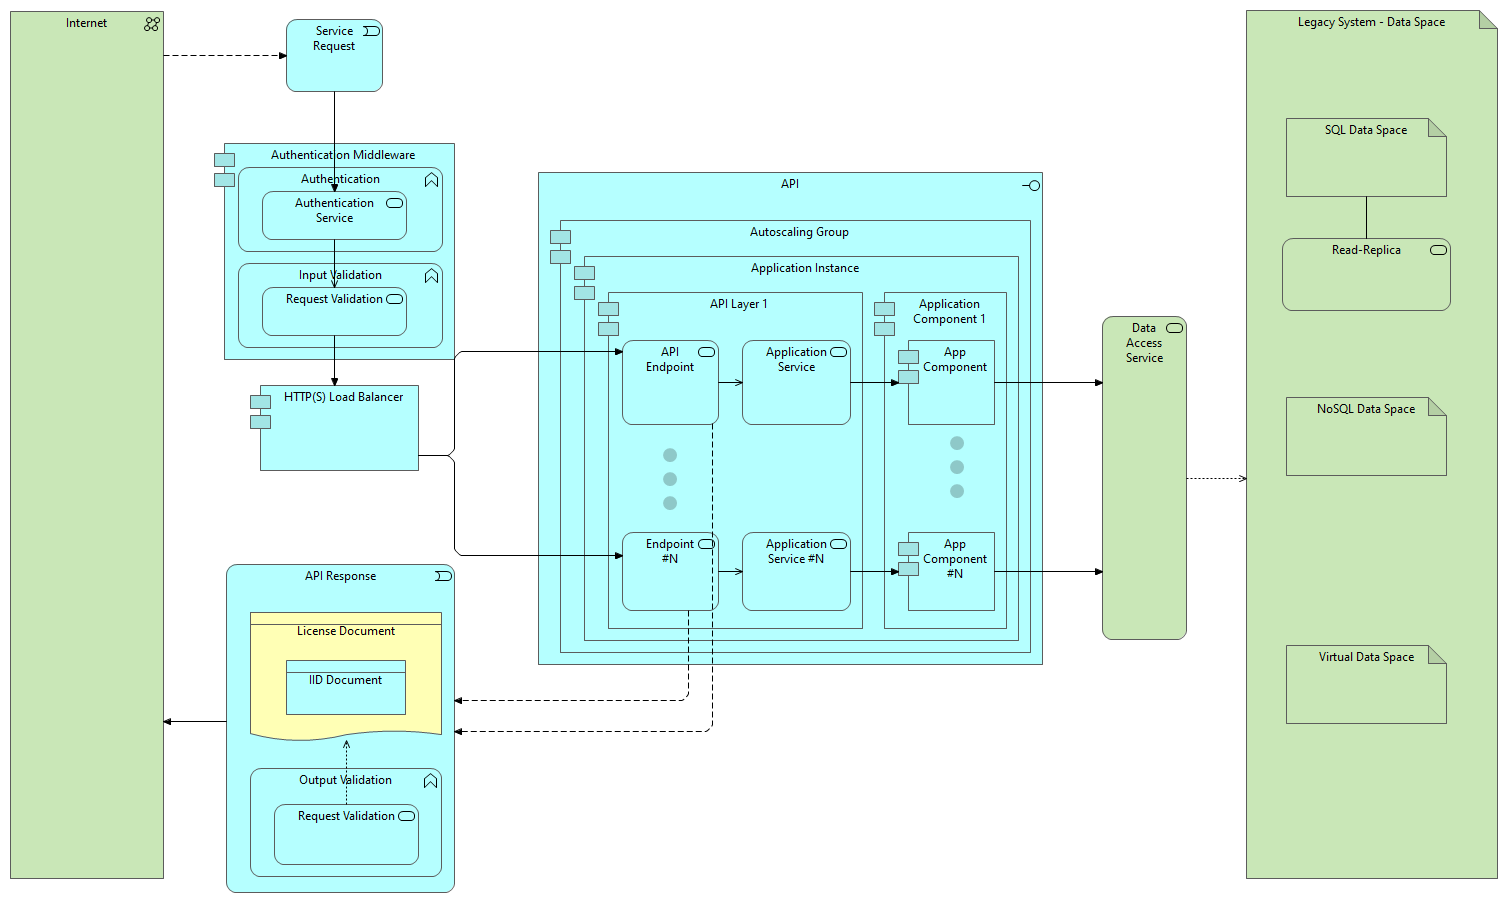 Internet
Service
Request
Authentication Middleware
Authentication
Authentication
Service
Input Validation
Request Validation
HTTP(S) Load Balancer
API
Autoscaling Group
Application Instance
API Layer 1
API
Endpoint
Application
Service
Endpoint
#N
Application
Service #N
Application
Component 1
App
Component
App
Component
#N
Data
Access
Service
Legacy System - Data Space
SQL Data Space
Read-Replica
NoSQL Data Space
Virtual Data Space
API Response
License Document
IID Document
Output Validation
Request Validation